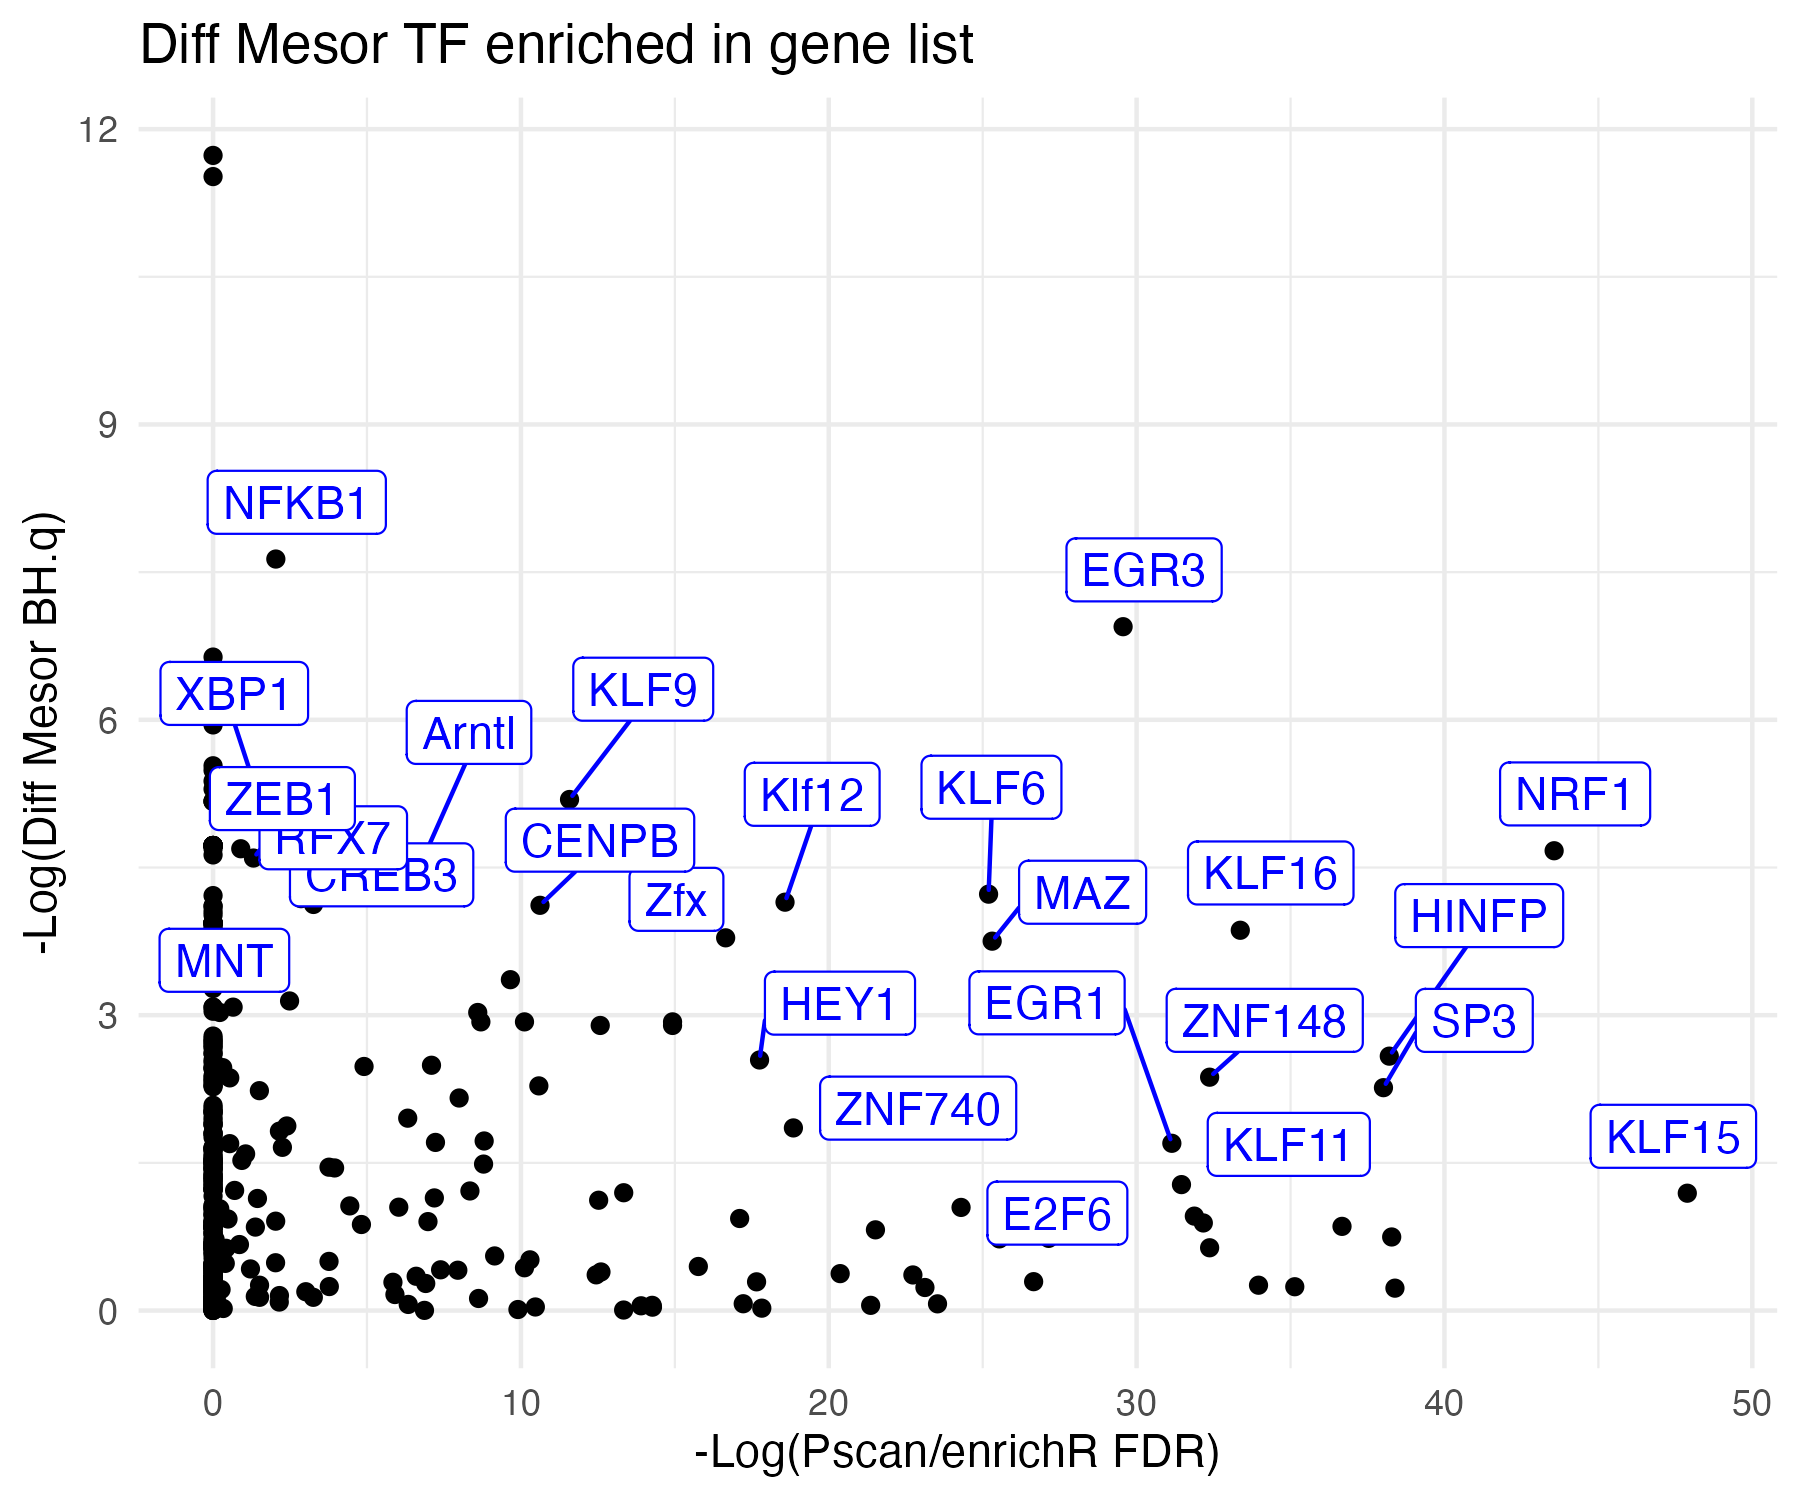 Diff Mesor TF enriched in gene list
12
9
6
3
0
-Log(Diff Mesor BH.q)
NFKB1
EGR3
XBP1
KLF9
Arntl
ZEB1
RFX7
CREB3
CENPB
Zfx
Klf12
KLF6
NRF1
MAZ
KLF16
HINFP
MNT
HEY1
EGR1
ZNF148
SP3
ZNF740
KLF11
KLF15
E2F6
0
10
20
30
40
50
-Log(Pscan/enrichR FDR)